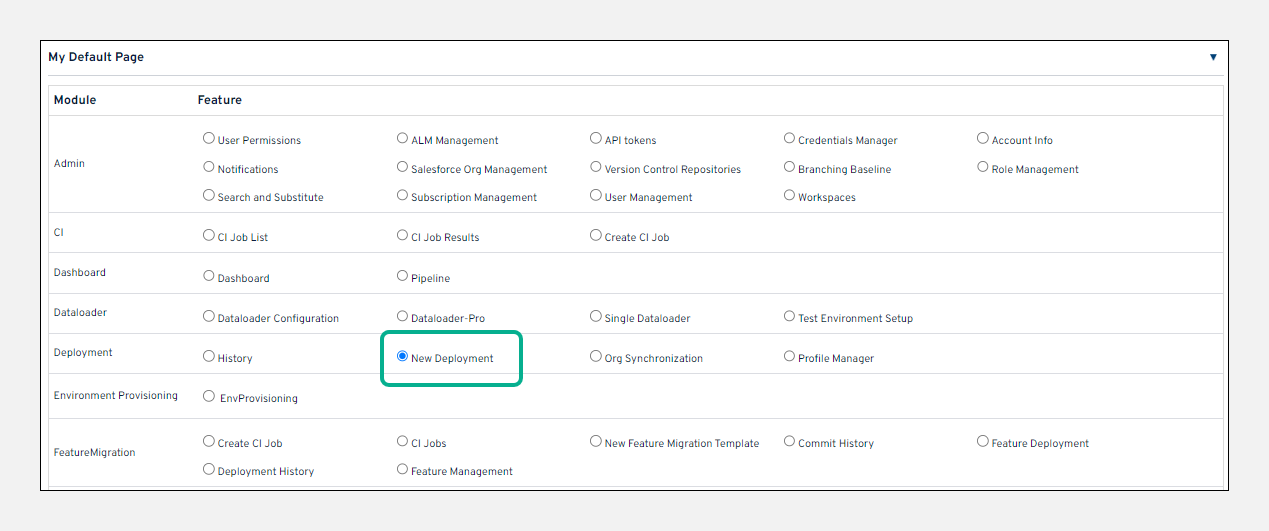 My Default Page ▼
Module Feature
User Permissions ALM Management API tokens Credentials Manager Account Info
Admin
Notifications Salesforce Org Management Version Control Repositories Branching Baseline Role Management
Search and Substitute Subscription Management User Management Workspaces
CI CI Job List CI Job Results Create CI Job
Dashboard Dashboard Pipeline
Dataloader Dataloader Configuration Dataloader-Pro Single Dataloader Test Environment Setup
Deployment History New Deployment Org Synchronization Profile Manager
Environment Provisioning EnvProvisioning
Create CI Job CI Jobs New Feature Migration Template Commit History Feature Deployment
FeatureMigration
Deployment History Feature Management